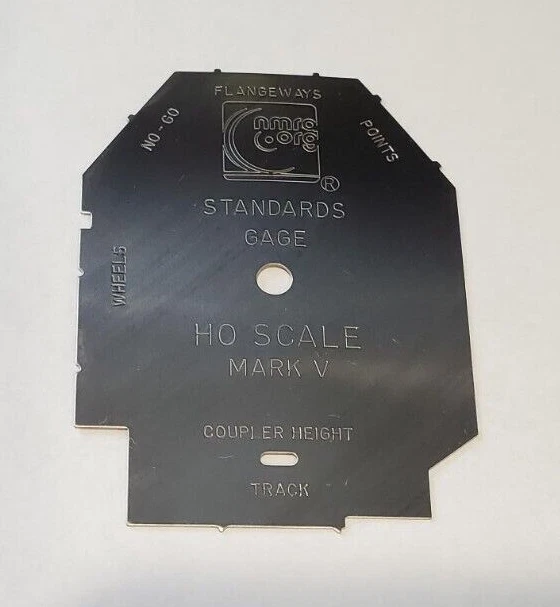 FLANGEWAYS
NO-GO
POINTS
nmra
.org
®
STANDARDS
GAGE
WHEELS
HO SCALE
MARK V
COUPLER HEIGHT
TRACK